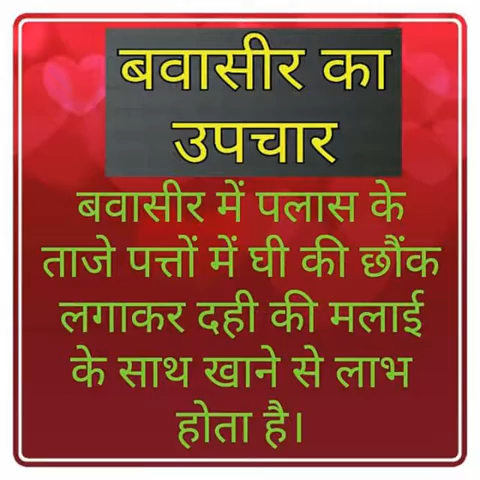 बवासीर का
उपचार
बवासीर में पलास के
ताजे पत्तों में घी की छौंक
लगाकर दही की मलाई
के साथ खाने से लाभ
होता है।